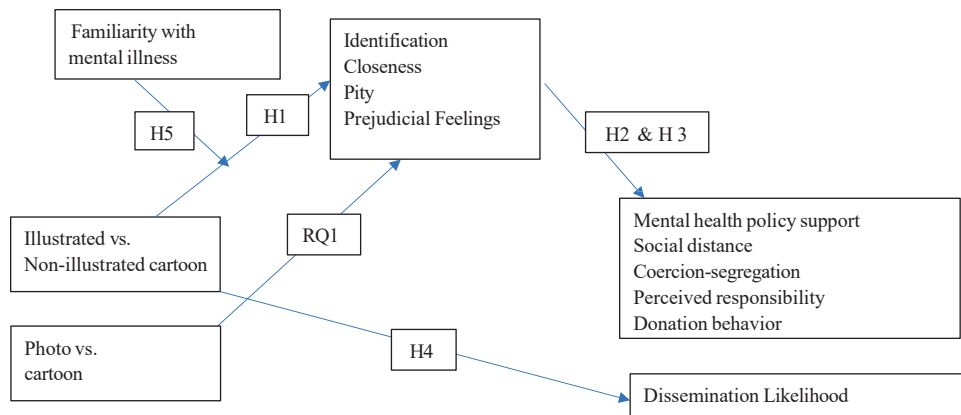 Familiarity with
mental illness
Identification
Closeness
Pity
Prejudicial Feelings
H1
H5
H2 & H 3
Illustrated vs.
Non-illustrated cartoon
RQ1
Mental health policy support
Social distance
Coercion-segregation
Perceived responsibility
Donation behavior
Photo vs.
cartoon
H4
Dissemination Likelihood